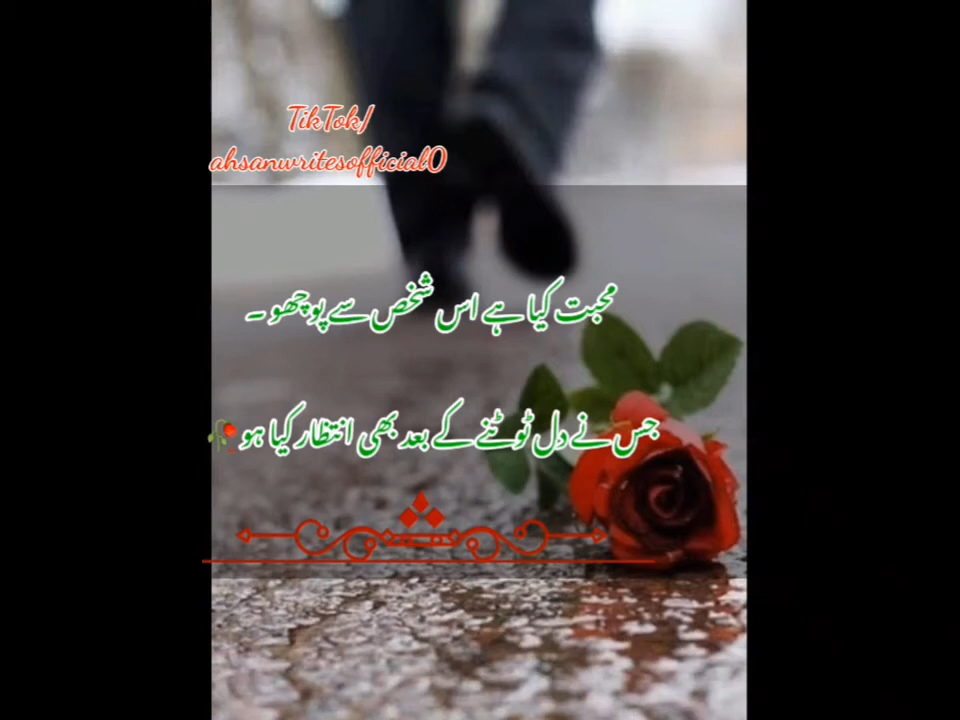 TikTok/
ahsanwritesofficial0
محبت کیا ہے اس شخص سے پوچھو ۔
جس نے دل ٹوٹنے کے بعد بھی انتظار کیا ہو🥀